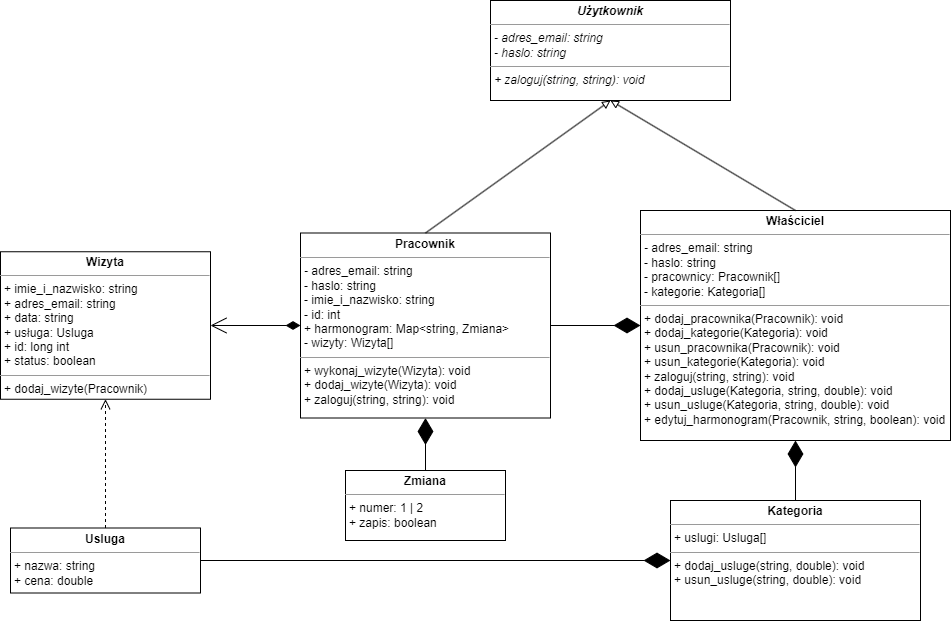 Użytkownik
- adres_email: string
- haslo: string
+ zaloguj(string, string): void
Pracownik
- adres_email: string
- haslo: string
- imie_i_nazwisko: string
- id: int
+ harmonogram: Map<string, Zmiana>
- wizyty: Wizyta[]
+ wykonaj_wizyte(Wizyta): void
+ dodaj_wizyte(Wizyta): void
+ zaloguj(string, string): void
Właściciel
- adres_email: string
- haslo: string
- pracownicy: Pracownik[]
- kategorie: Kategoria[]
+ dodaj_pracownika(Pracownik): void
+ dodaj_kategorie(Kategoria): void
+ usun_pracownika(Pracownik): void
+ usun_kategorie(Kategoria): void
+ zaloguj(string, string): void
+ dodaj_usluge(Kategoria, string, double): void
+ usun_usluge(Kategoria, string, double): void
+ edytuj_harmonogram(Pracownik, string, boolean): void
Wizyta
+ imie_i_nazwisko: string
+ adres_email: string
+ data: string
+ usługa: Usluga
+ id: long int
+ status: boolean
+ dodaj_wizyte(Pracownik)
Zmiana
+ numer: 1 | 2
+ zapis: boolean
Usluga
+ nazwa: string
+ cena: double
Kategoria
+ uslugi: Usluga[]
+ dodaj_usluge(string, double): void
+ usun_usluge(string, double): void